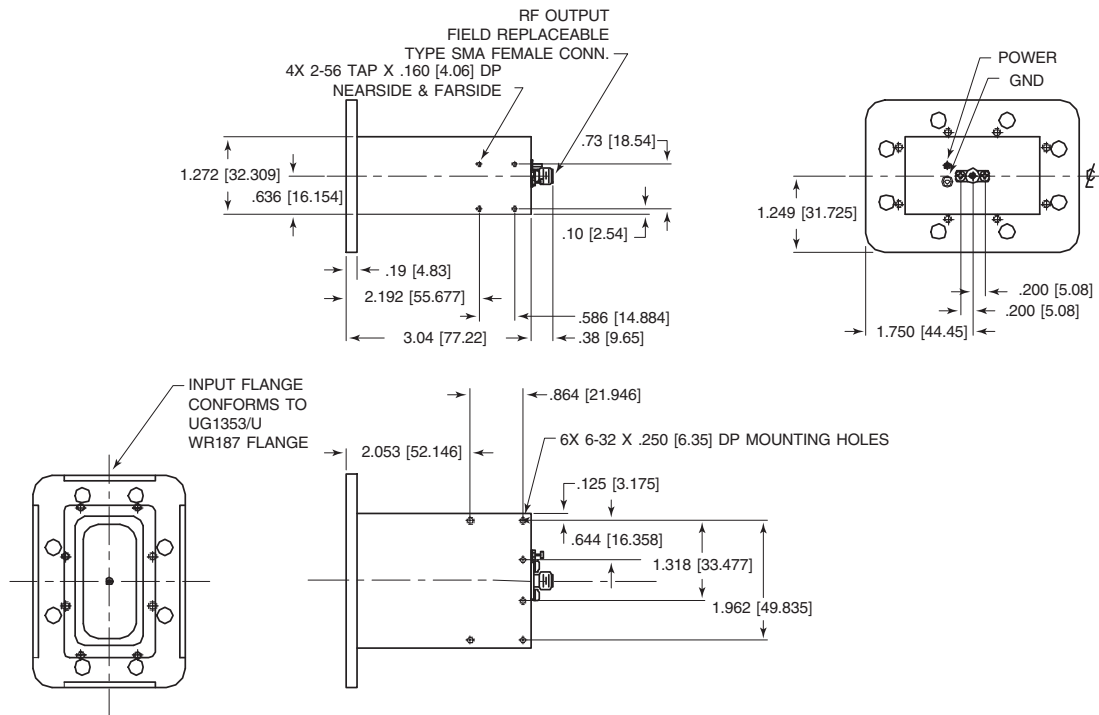 RF OUTPUT
FIELD REPLACEABLE
TYPE SMA FEMALE CONN.
4X 2-56 TAP X .160 [4.06] DP
NEARSIDE & FARSIDE
.73 [18.54]
1.272 [32.309]
.636 [16.154]
.10 [2.54]
.19 [4.83]
2.192 [55.677]
.586 [14.884]
3.04 [77.22]
.38 [9.65]
POWER
GND
1.249 [31.725]
.200 [5.08]
.200 [5.08]
1.750 [44.45]
INPUT FLANGE
CONFORMS TO
UG1353/U
WR187 FLANGE
.864 [21.946]
2.053 [52.146]
6X 6-32 X .250 [6.35] DP MOUNTING HOLES
.125 [3.175]
.644 [16.358]
1.318 [33.477]
1.962 [49.835]